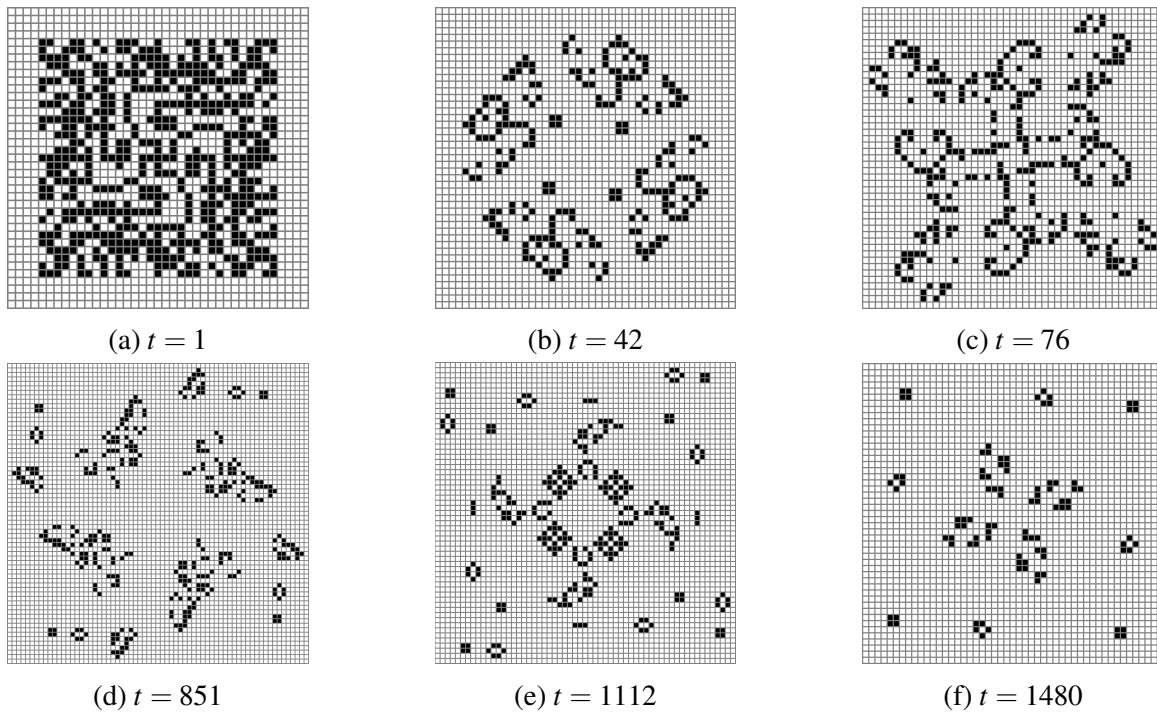 (a) t = 1
(b) t = 42
(c) t = 76
(d) t = 851
(e) t = 1112
(f) t = 1480